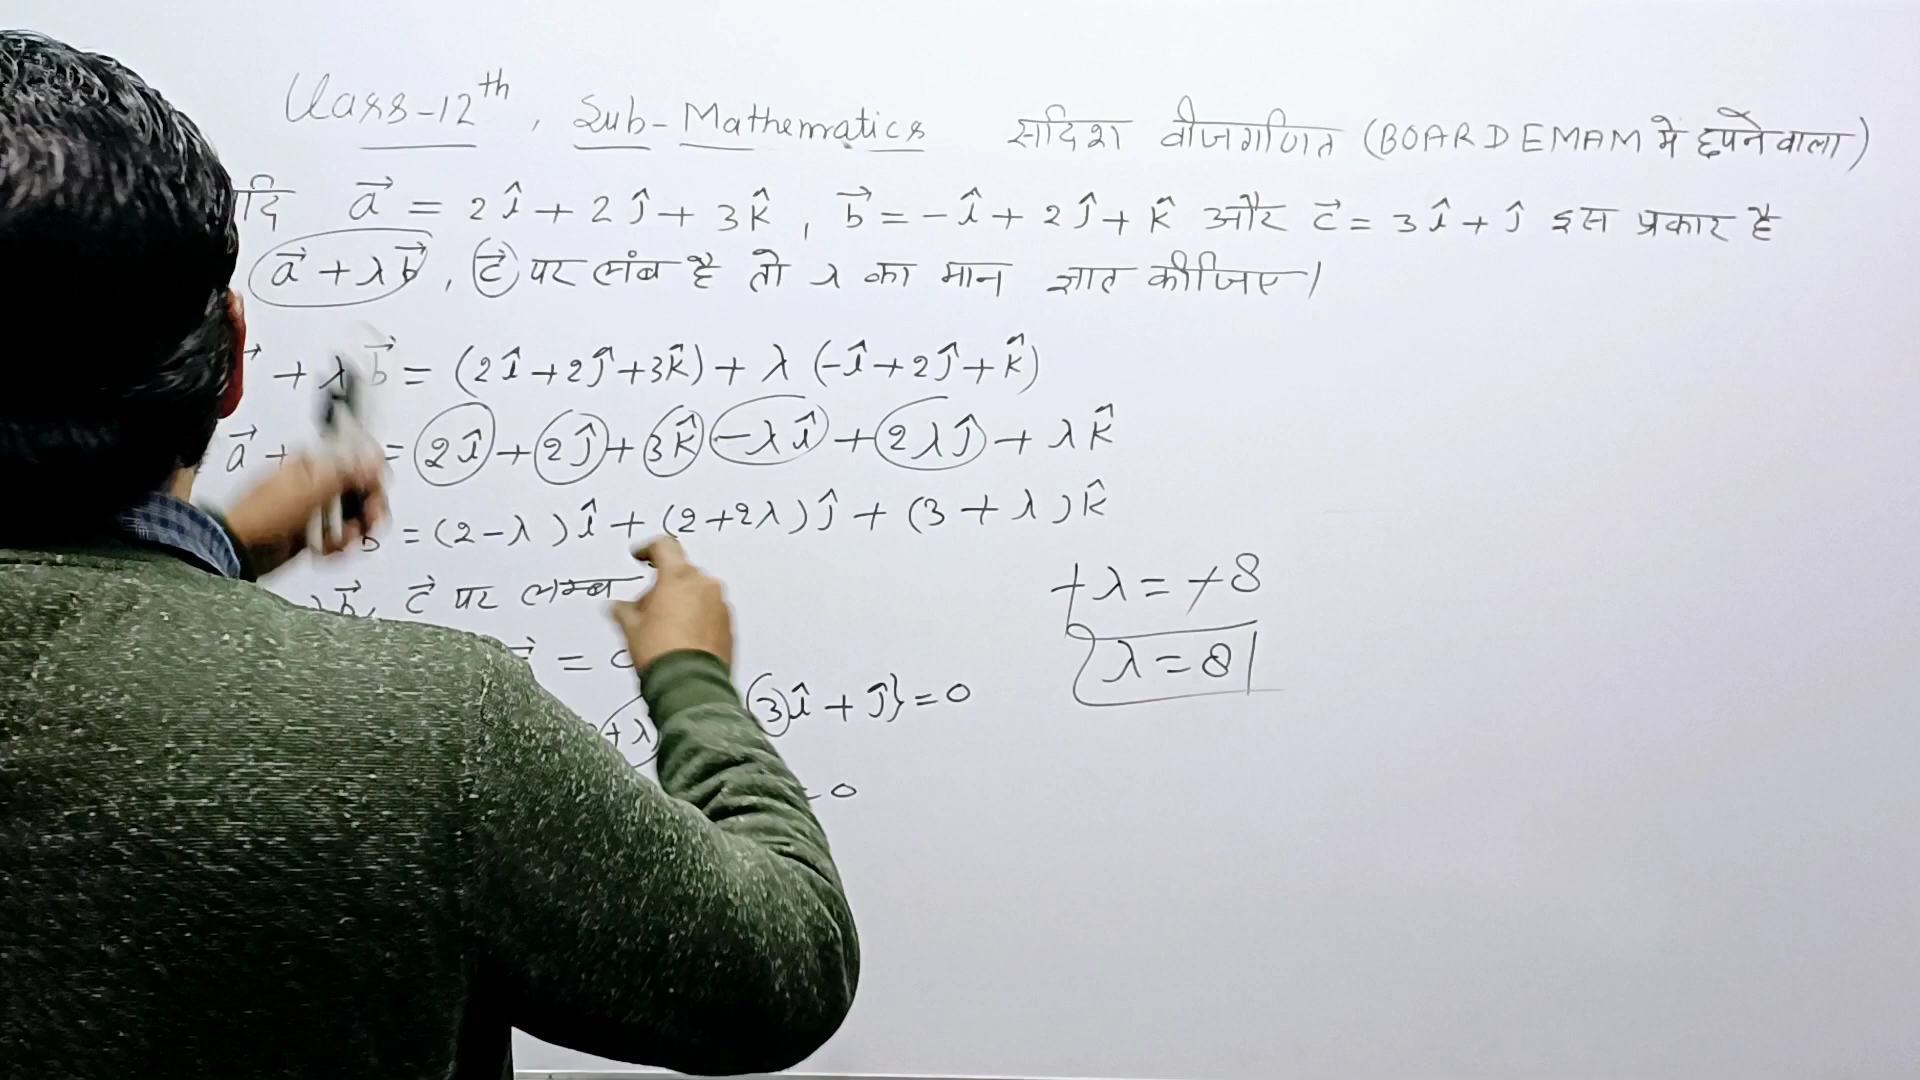 Class-12th, Sub-Mathematics सदिश बीजगणित (BOARD EMAM मे छपने वाला)
a⃗ = 2î + 2ĵ + 3k̂, b⃗ = -î + 2ĵ + k̂ और c⃗ = 3î + ĵ इस प्रकार है
a⃗ + λb⃗, c⃗ पर लंब है तो λ का मान ज्ञात कीजिए।
+ λb⃗ = (2î + 2ĵ + 3k̂) + λ(-î + 2ĵ + k̂)
a⃗ + = 2î + 2ĵ + 3k̂ - λî + 2λĵ + λk̂
= (2-λ)î + (2+2λ)ĵ + (3+λ)k̂
b⃗, c⃗ पर लम्ब
= 0
+λ) 3î + ĵ} = 0
= 0
+λ = +8
λ = 8